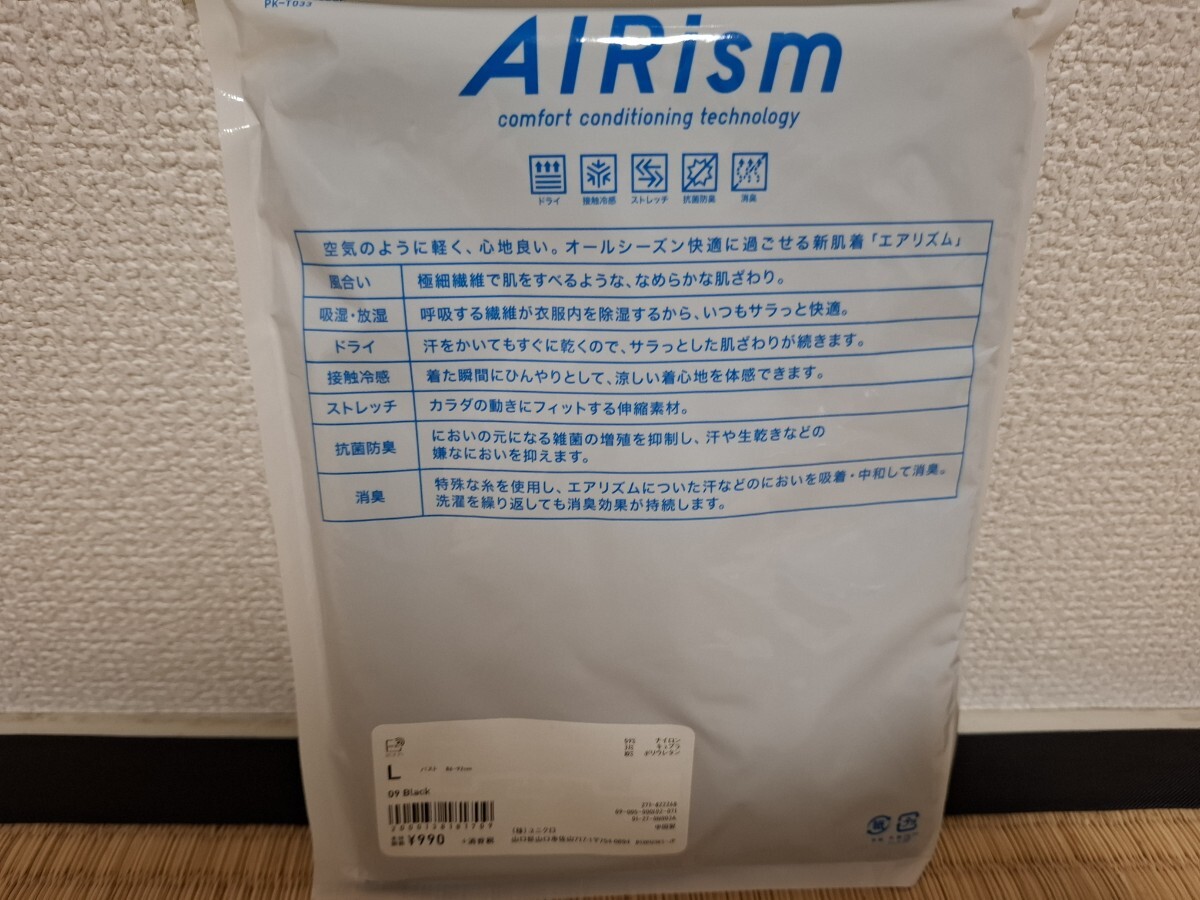 PK-T033
AIRism
comfort conditioning technology
ドライ 接触冷感 ストレッチ 抗菌防臭 消臭
空気のように軽く、心地良い。オールシーズン快適に過ごせる新肌着「エアリズム」
風合い 極細繊維で肌をすべるような、なめらかな肌ざわり。
吸湿・放湿 呼吸する繊維が衣服内を除湿するから、いつもサラっと快適。
ドライ 汗をかいてもすぐに乾くので、サラっとした肌ざわりが続きます。
接触冷感 着た瞬間にひんやりとして、涼しい着心地を体感できます。
ストレッチ カラダの動きにフィットする伸縮素材。
抗菌防臭 においの元になる雑菌の増殖を抑制し、汗や生乾きなどの
嫌なにおいを抑えます。
消臭 特殊な糸を使用し、エアリズムについた汗などのにおいを吸着・中和して消臭。
洗濯を繰り返しても消臭効果が持続します。
ナイロン
キュプラ
ポリウレタン
L バスト
09 Black
中国製
(株)ユニクロ
¥990 +消費税